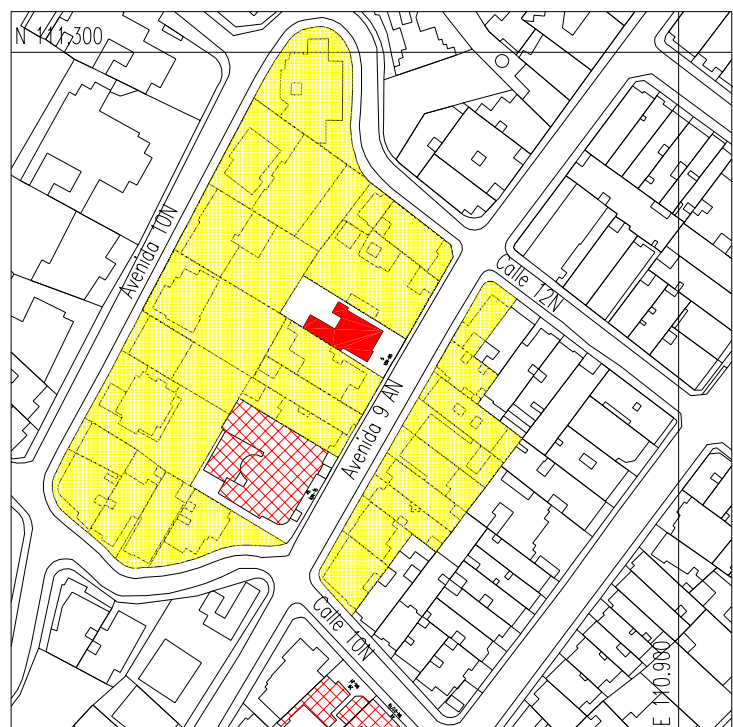 N 111.300
Avenida 10N
Calle 12N
Avenida 9 AN
Calle 10N
E 110.900